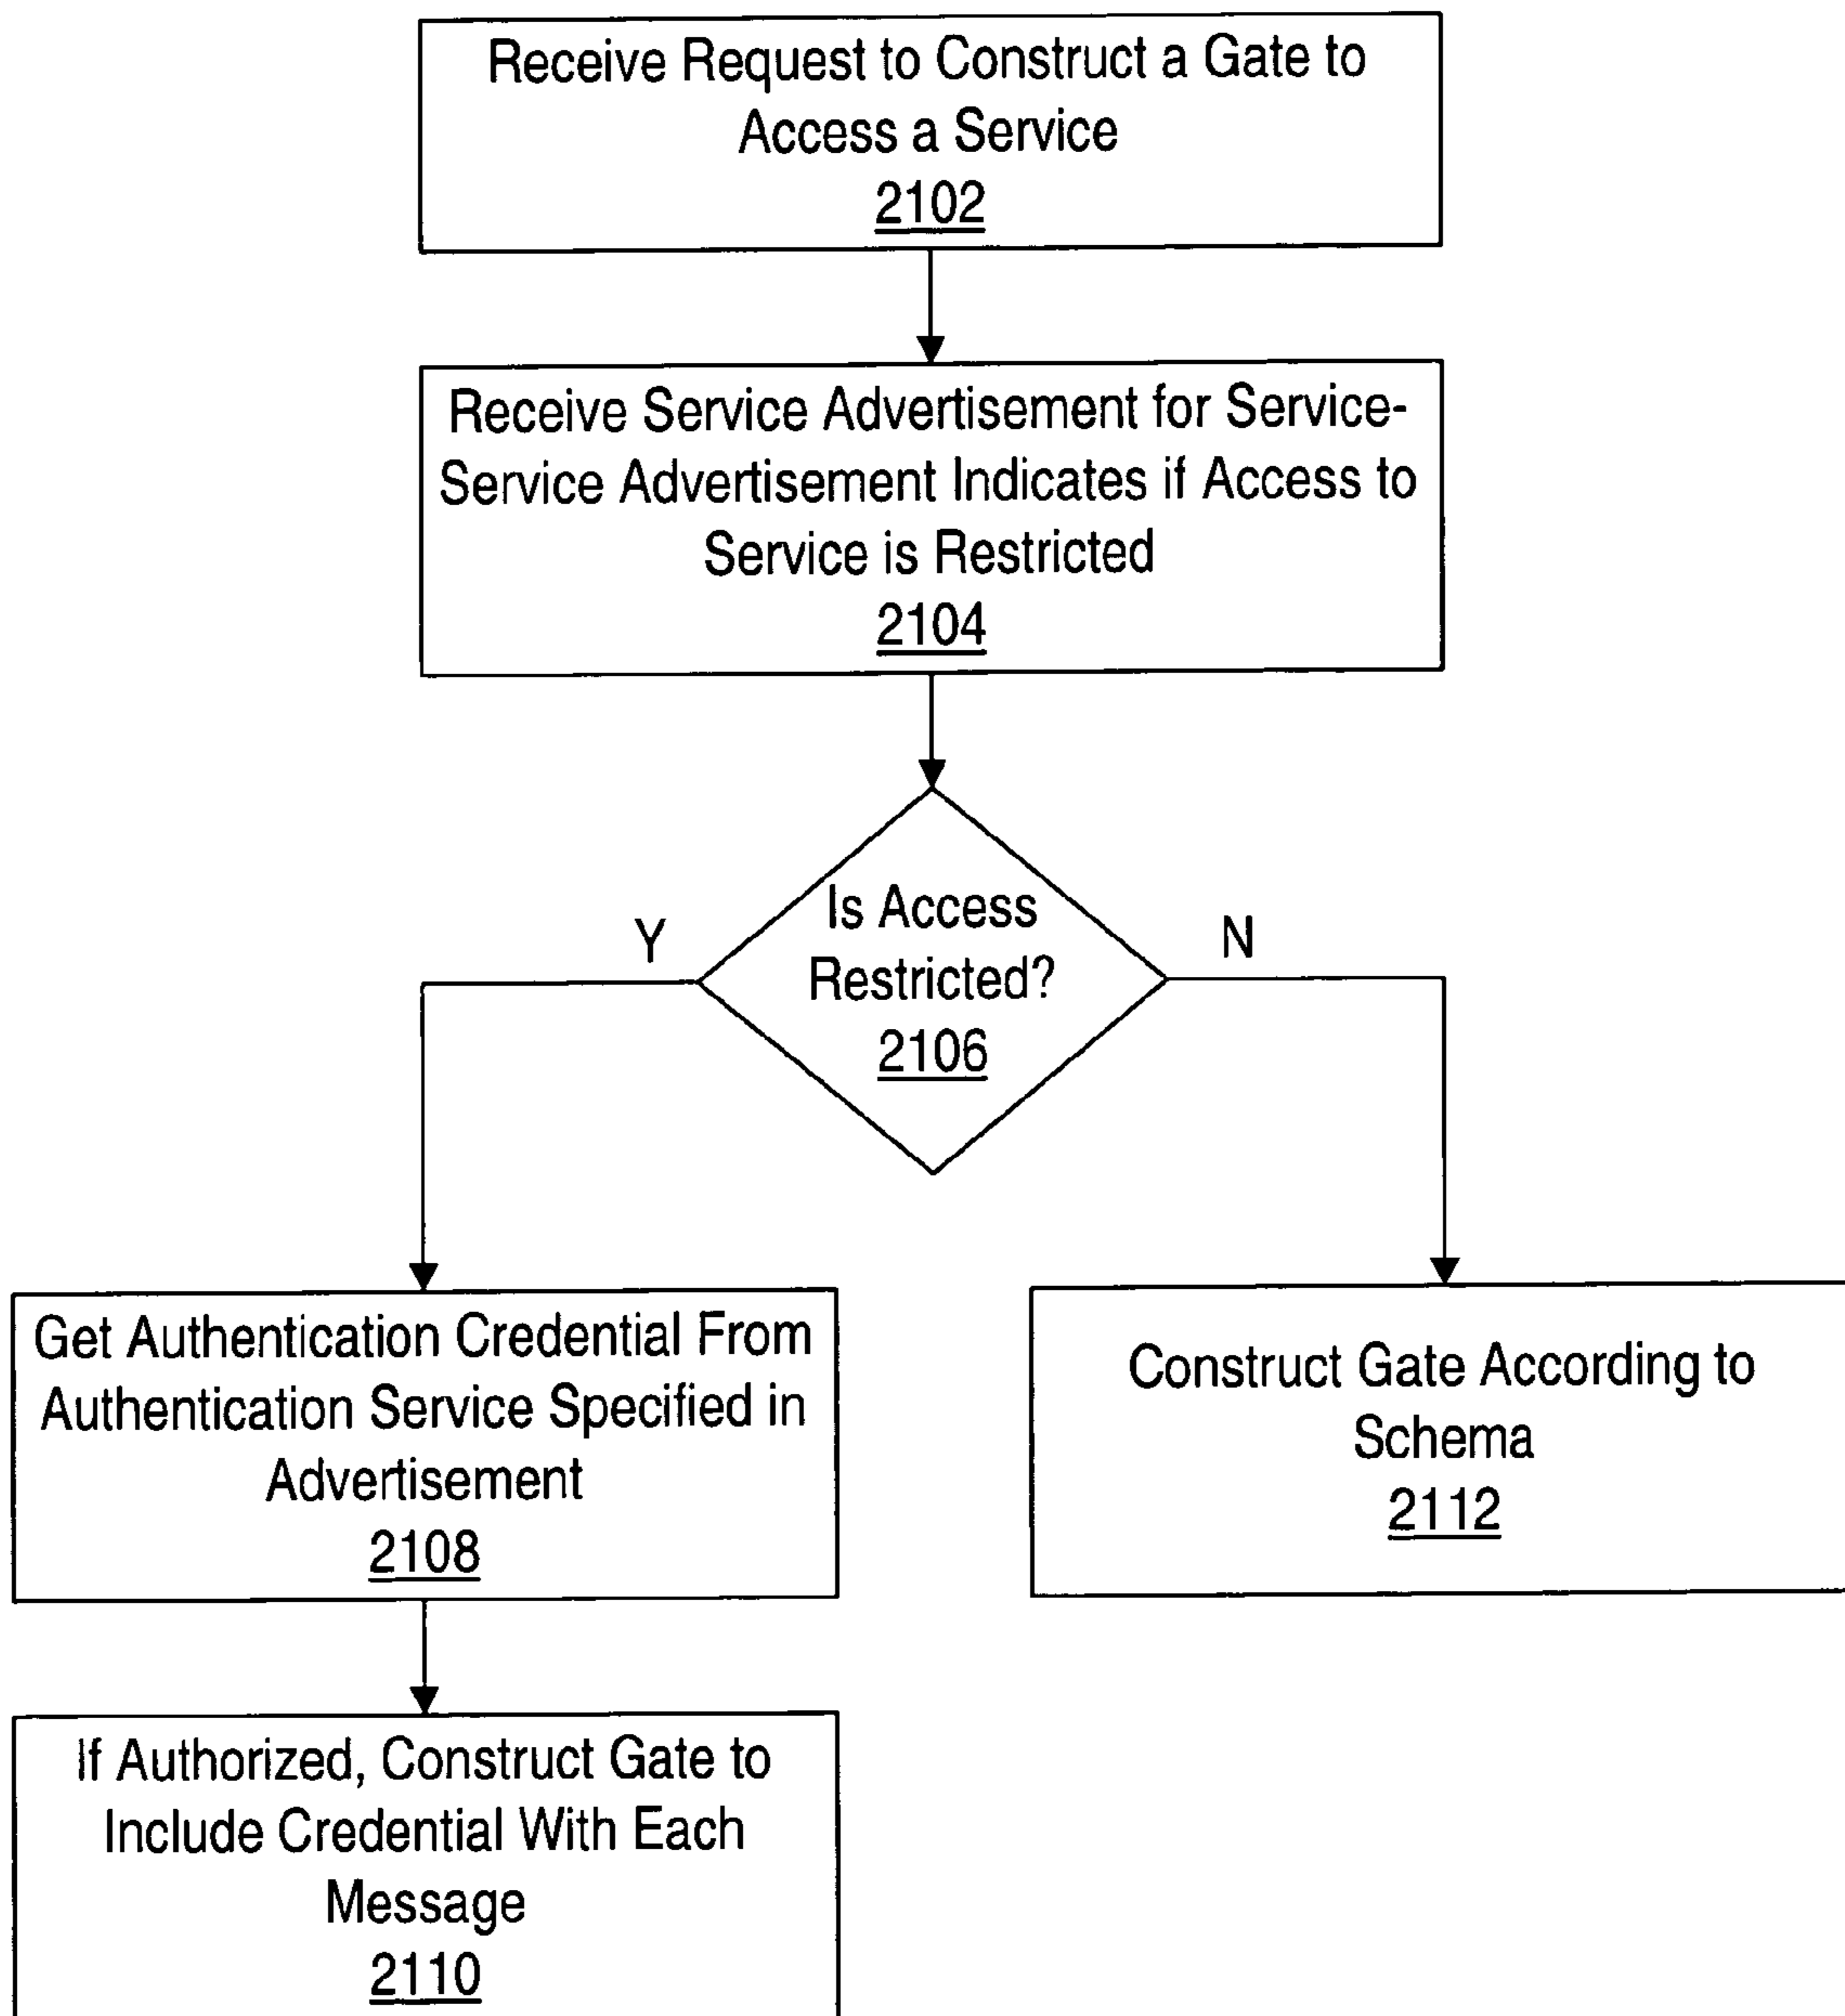 Receive Request to Construct a Gate to
Access a Service
2102
Receive Service Advertisement for Service-
Service Advertisement Indicates if Access to
Service is Restricted
2104
Is Access
Restricted?
2106
Y
N
Get Authentication Credential From
Authentication Service Specified in
Advertisement
2108
Construct Gate According to
Schema
2112
If Authorized, Construct Gate to
Include Credential With Each
Message
2110